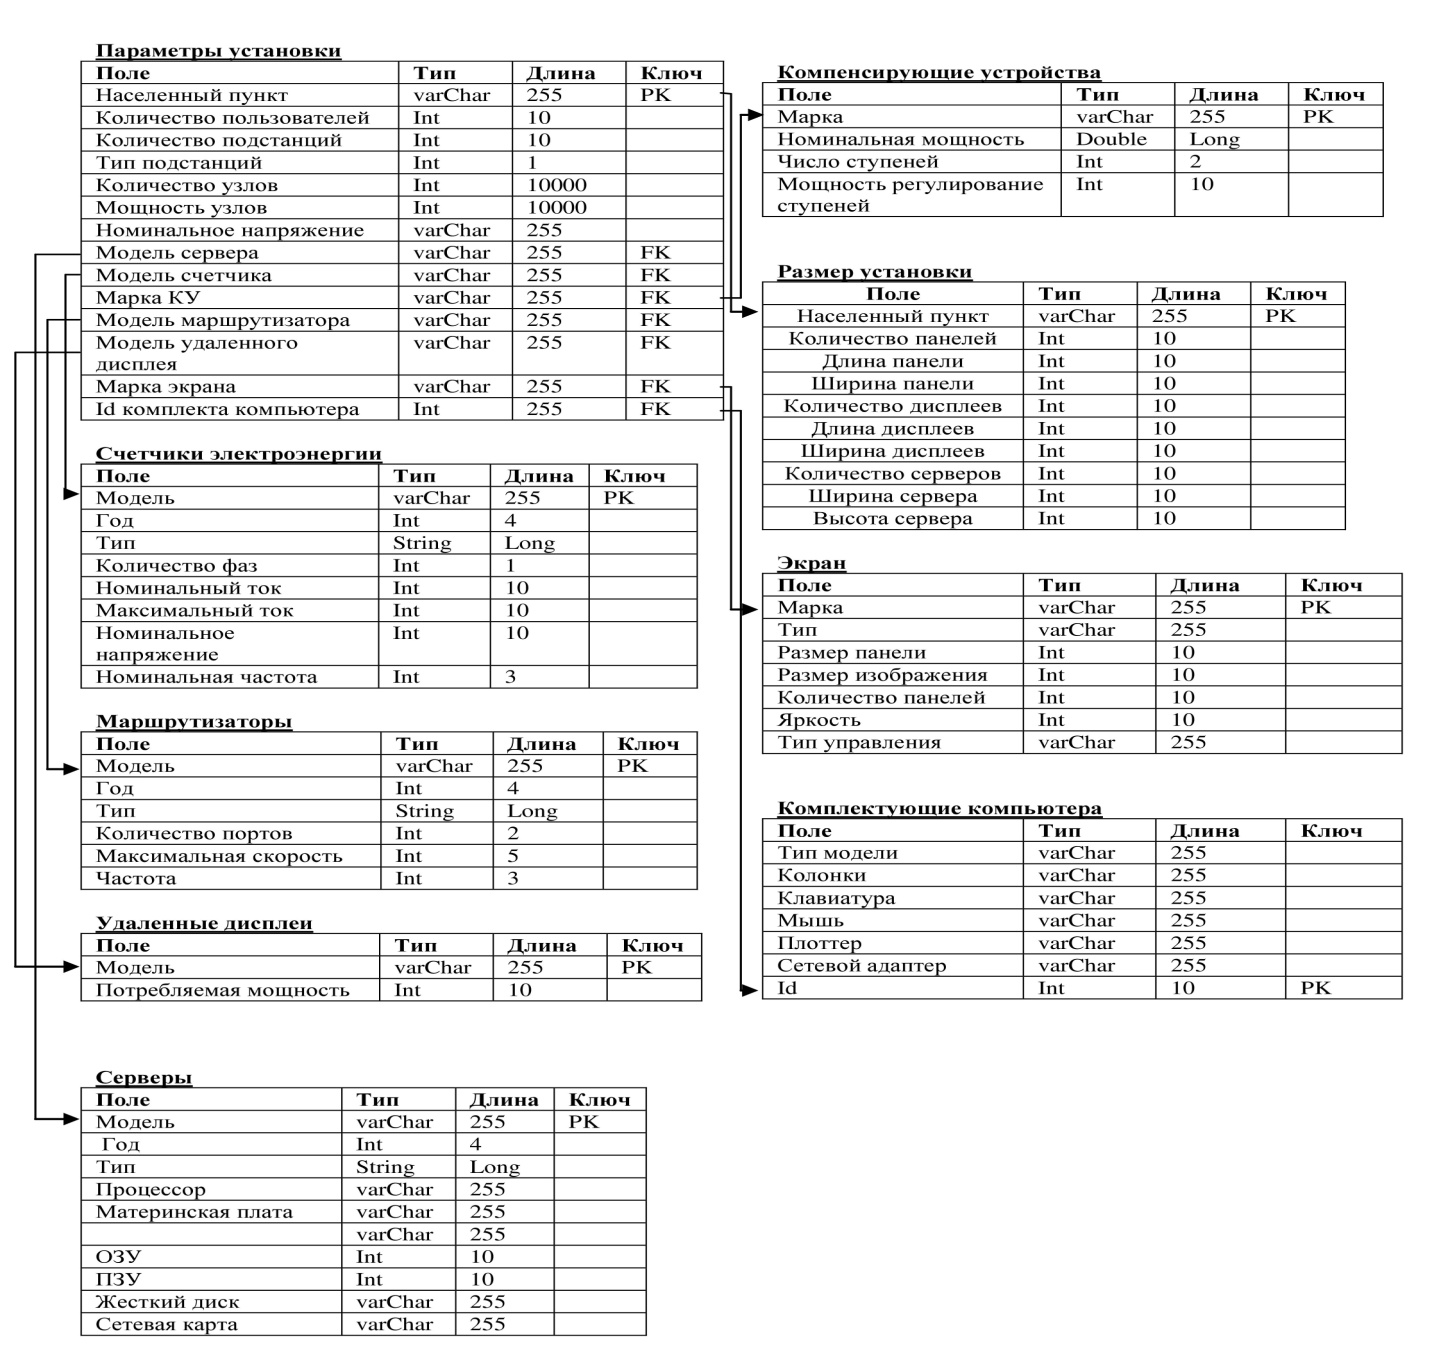 Параметры установки
Поле Тип Длина Ключ
Населенный пункт varChar 255 PK
Количество пользователей Int 10
Количество подстанций Int 10
Тип подстанций Int 1
Количество узлов Int 10000
Мощность узлов Int 10000
Номинальное напряжение varChar 255
Модель сервера varChar 255 FK
Модель счетчика varChar 255 FK
Марка КУ varChar 255 FK
Модель маршрутизатора varChar 255 FK
Модель удаленного varChar 255 FK
дисплея
Марка экрана varChar 255 FK
Id комплекта компьютера Int 255 FK
Счетчики электроэнергии
Поле Тип Длина Ключ
Модель varChar 255 PK
Год Int 4
Тип String Long
Количество фаз Int 1
Номинальный ток Int 10
Максимальный ток Int 10
Номинальное Int 10
напряжение
Номинальная частота Int 3
Маршрутизаторы
Поле Тип Длина Ключ
Модель varChar 255 PK
Год Int 4
Тип String Long
Количество портов Int 2
Максимальная скорость Int 5
Частота Int 3
Удаленные дисплеи
Поле Тип Длина Ключ
Модель varChar 255 PK
Потребляемая мощность Int 10
Серверы
Поле Тип Длина Ключ
Модель varChar 255 PK
Год Int 4
Тип String Long
Процессор varChar 255
Материнская плата varChar 255
varChar 255
ОЗУ Int 10
ПЗУ Int 10
Жесткий диск varChar 255
Сетевая карта varChar 255
Компенсирующие устройства
Поле Тип Длина Ключ
Марка varChar 255 PK
Номинальная мощность Double Long
Число ступеней Int 2
Мощность регулирование Int 10
ступеней
Размер установки
Поле Тип Длина Ключ
Населенный пункт varChar 255 PK
Количество панелей Int 10
Длина панели Int 10
Ширина панели Int 10
Количество дисплеев Int 10
Длина дисплеев Int 10
Ширина дисплеев Int 10
Количество серверов Int 10
Ширина сервера Int 10
Высота сервера Int 10
Экран
Поле Тип Длина Ключ
Марка varChar 255 PK
Тип varChar 255
Размер панели Int 10
Размер изображения Int 10
Количество панелей Int 10
Яркость Int 10
Тип управления varChar 255
Комплектующие компьютера
Поле Тип Длина Ключ
Тип модели varChar 255
Колонки varChar 255
Клавиатура varChar 255
Мышь varChar 255
Плоттер varChar 255
Сетевой адаптер varChar 255
Id Int 10 PK